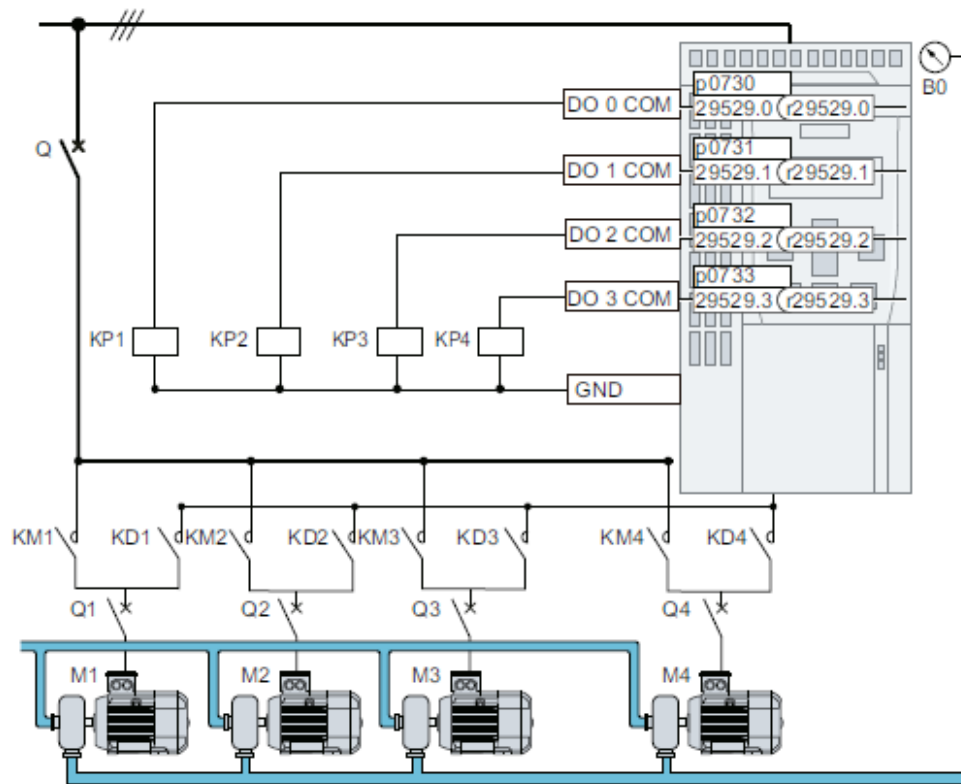 B0
p0730
DO 0 COM 29529.0 r29529.0
p0731
Q DO 1 COM 29529.1 r29529.1
p0732
DO 2 COM 29529.2 r29529.2
p0733
DO 3 COM 29529.3 r29529.3
KP1 KP2 KP3 KP4
GND
KM1 KD1 KM2 KD2 KM3 KD3 KM4 KD4
Q1 Q2 Q3 Q4
M1 M2 M3 M4